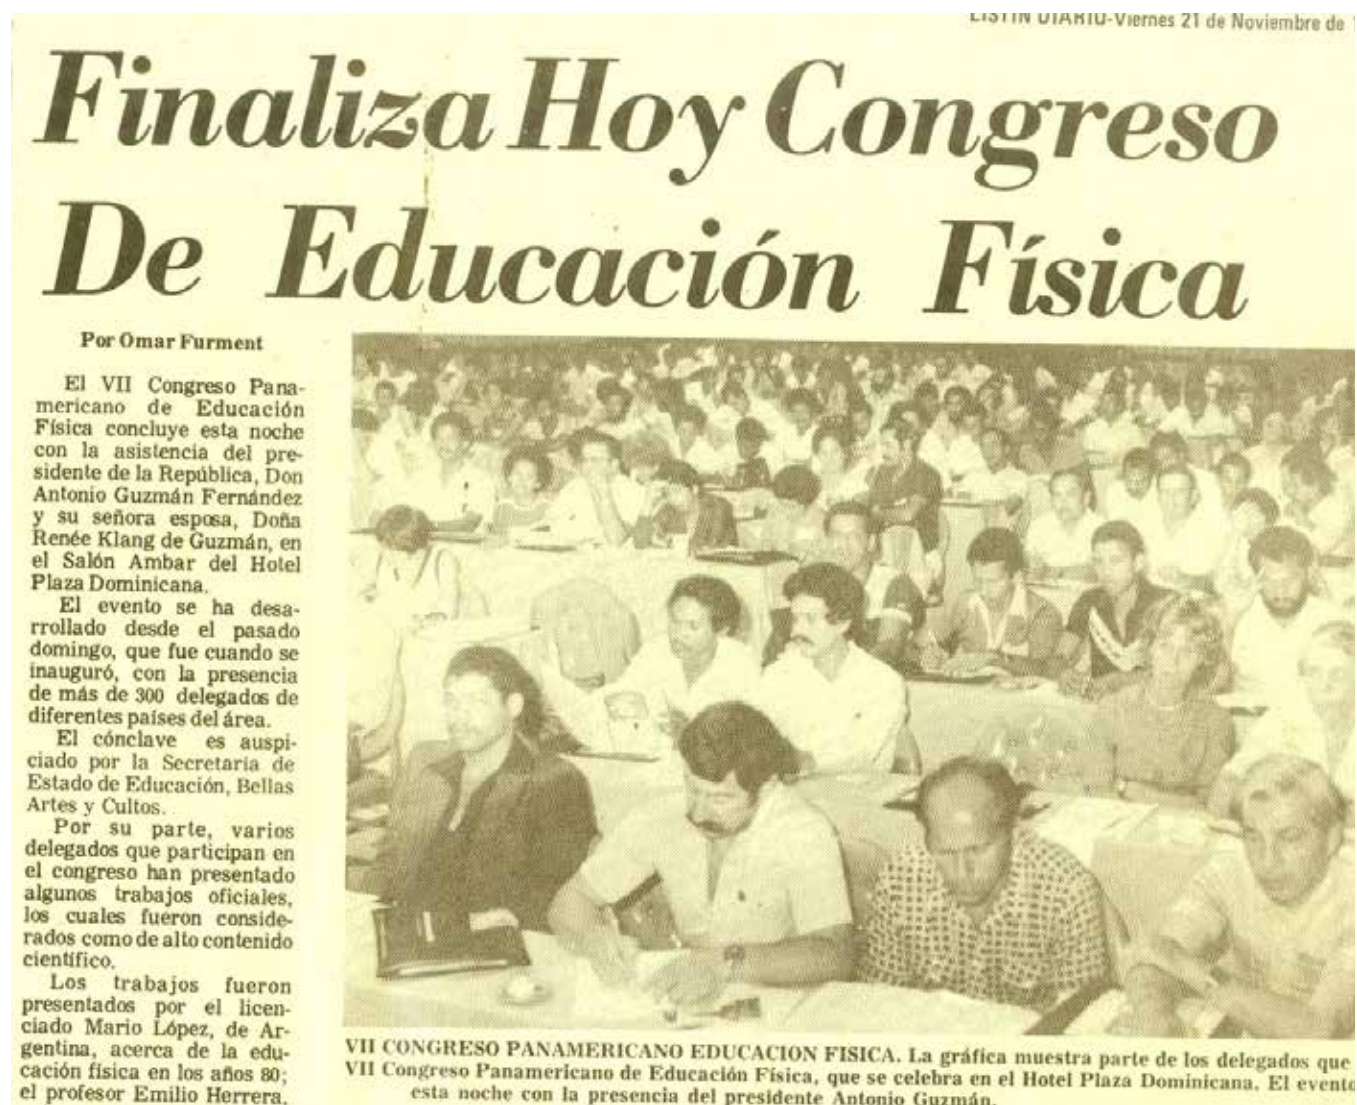 LISTIN DIARIO-Viernes 21 de Noviembre de
Finaliza Hoy Congreso
De Educación Física
Por Omar Furment
El VII Congreso Pana-
mericano de Educación
Física concluye esta noche
con la asistencia del pre-
sidente de la República, Don
Antonio Guzmán Fernández
y su señora esposa, Doña
Renée Klang de Guzmán, en
el Salón Ambar del Hotel
Plaza Dominicana.
El evento se ha desa-
rrollado desde el pasado
domingo, que fue cuando se
inauguró, con la presencia
de más de 300 delegados de
diferentes países del área.
El cónclave es auspi-
ciado por la Secretaría de
Estado de Educación, Bellas
Artes y Cultos.
Por su parte, varios
delegados que participan en
el congreso han presentado
algunos trabajos oficiales,
los cuales fueron conside-
rados como de alto contenido
científico.
Los trabajos fueron
presentados por el licen-
ciado Mario López, de Ar-
gentina, acerca de la edu-
cación física en los años 80;
el profesor Emilio Herrera,
VII CONGRESO PANAMERICANO EDUCACION FISICA. La gráfica muestra parte de los delegados que
VII Congreso Panamericano de Educación Física, que se celebra en el Hotel Plaza Dominicana. El evento
esta noche con la presencia del presidente Antonio Guzmán.